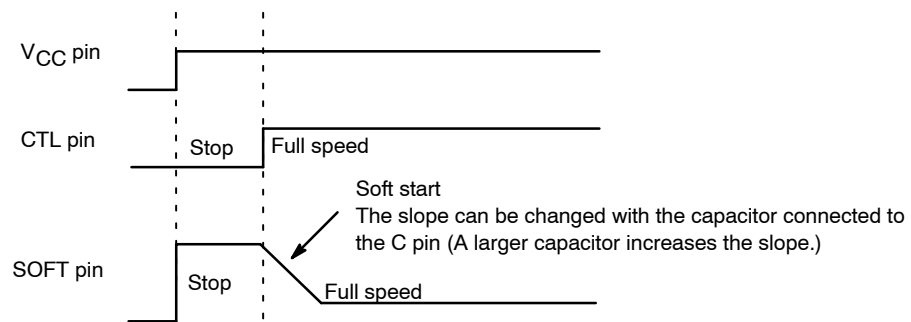 VCC pin
CTL pin
Stop
Full speed
Soft start
The slope can be changed with the capacitor connected to
the C pin (A larger capacitor increases the slope.)
SOFT pin
Stop
Full speed